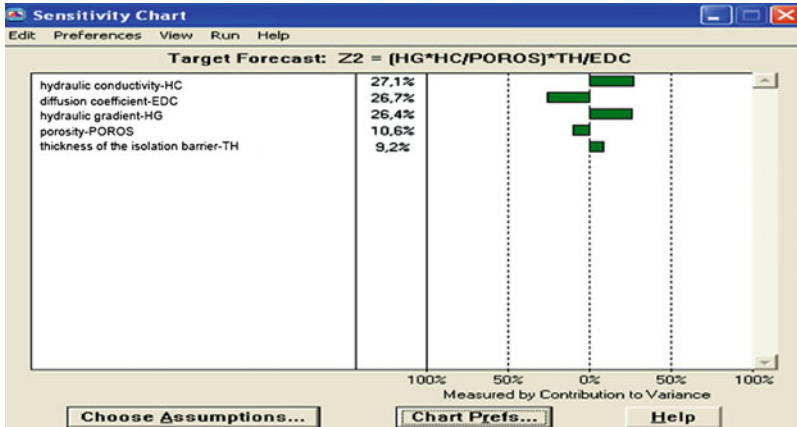 Sensitivity Chart
Edit Preferences View Run Help
Target Forecast: Z2 = (HG*HC/POROS)*TH/EDC
hydraulic conductivity-HC 27,1%
diffusion coefficient-EDC 26,7%
hydraulic gradient-HG 26,4%
porosity-POROS 10,6%
thickness of the isolation barrier-TH 9,2%
100% 50% 0% 50% 100%
Measured by Contribution to Variance
Choose Assumptions... Chart Prefs... Help